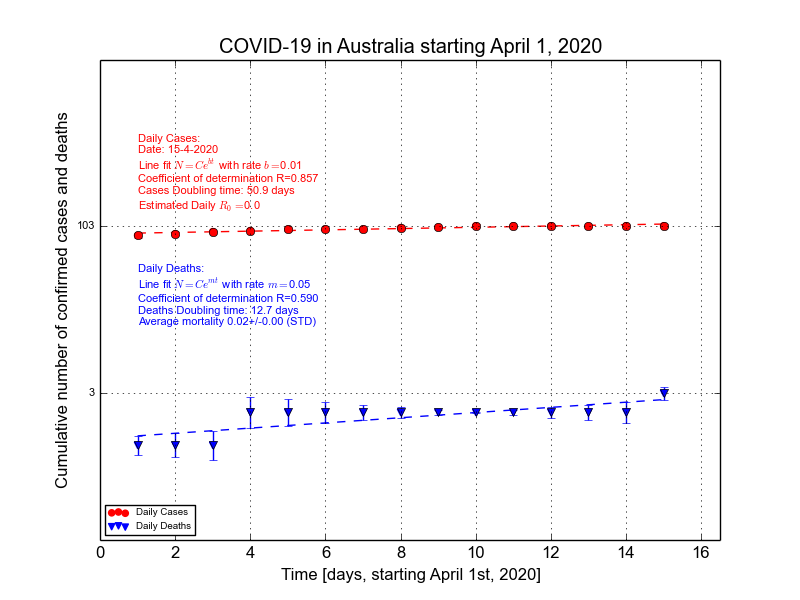 COVID-19 in Australia starting April 1, 2020
Cumulative number of confirmed cases and deaths
Daily Cases:
Date: 15-4-2020
Line fit N = Ce^{bt} with rate b =0.01
Coefficient of determination R=0.857
Cases Doubling time: 50.9 days
Estimated Daily R_0 =0.0
103
Daily Deaths:
Line fit N = Ce^{mt} with rate m =0.05
Coefficient of determination R=0.590
Deaths Doubling time: 12.7 days
Average mortality 0.02+/-0.00 (STD)
3
Daily Cases
Daily Deaths
0 2 4 6 8 10 12 14 16
Time [days, starting April 1st, 2020]